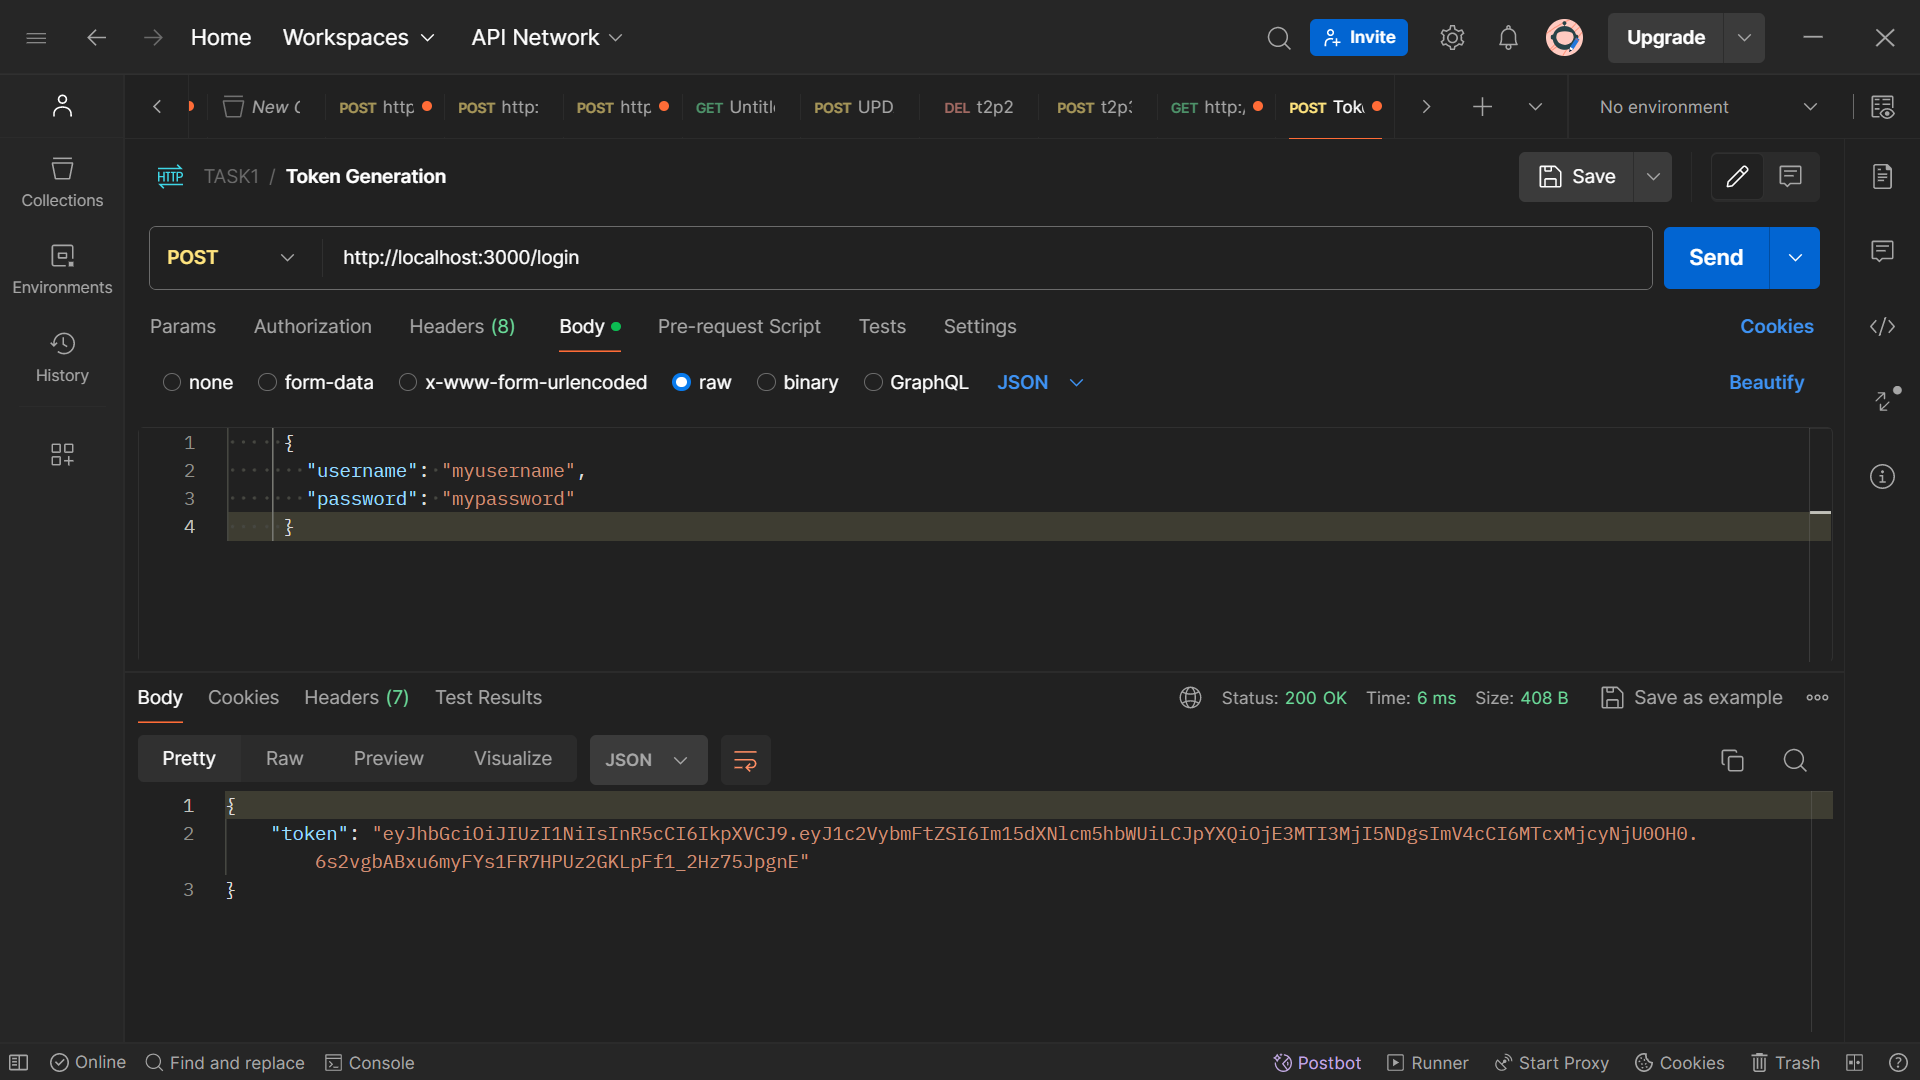 Home Workspaces API Network Invite Upgrade
New C POST http POST http: POST http GET Untitl POST UPD DEL t2p2 POST t2p3 GET http:/ POST Tok No environment
HTTP TASK1 / Token Generation Save
Collections
Environments
History
POST http://localhost:3000/login Send
Params Authorization Headers (8) Body Pre-request Script Tests Settings Cookies
none form-data x-www-form-urlencoded raw binary GraphQL JSON Beautify
1 {
2 "username": "myusername",
3 "password": "mypassword"
4 }
Body Cookies Headers (7) Test Results Status: 200 OK Time: 6 ms Size: 408 B Save as example
Pretty Raw Preview Visualize JSON
1 {
2 "token": "eyJhbGciOiJIUzI1NiIsInR5cCI6IkpXVCJ9.eyJ1c2VybmFtZSI6Im15dXNlcm5hbWUiLCJpYXQiOjE3MTI3MjI5NDgsImV4cCI6MTcxMjcyNjU0OH0.
6s2vgbABxu6myFYs1FR7HPUz2GKLpFf1_2Hz75JpgnE"
3 }
Online Find and replace Console Postbot Runner Start Proxy Cookies Trash